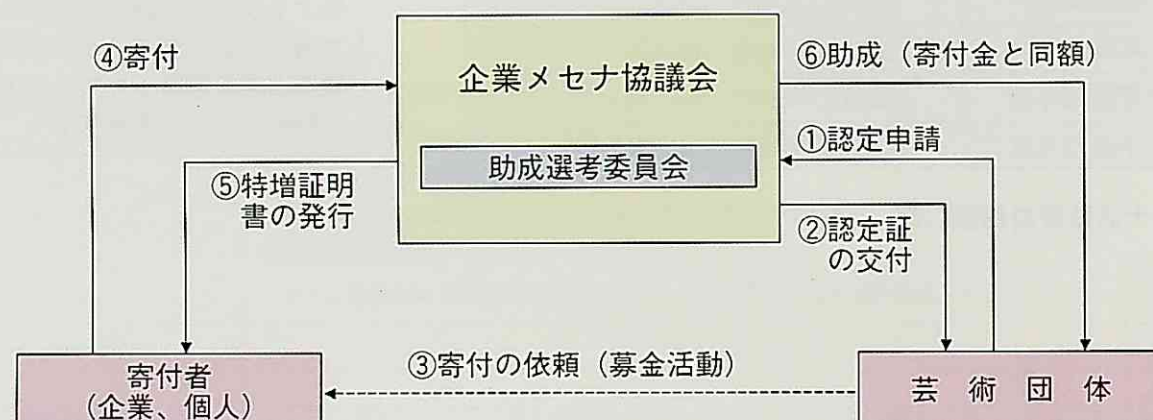 ④寄付
企業メセナ協議会
⑥助成（寄付金と同額）
助成選考委員会
①認定申請
⑤特増証明
書の発行
②認定証
の交付
③寄付の依頼（募金活動）
寄付者
（企業、個人）
芸術団体